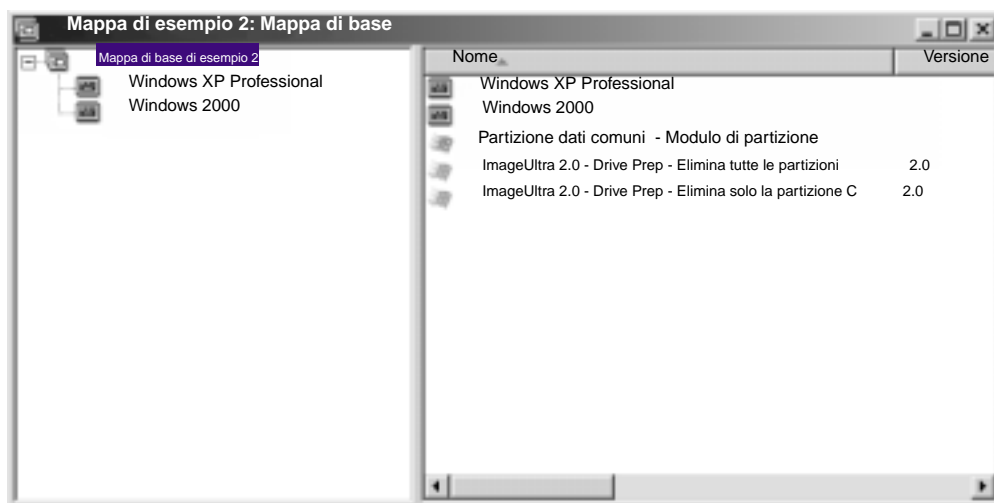 Mappa di esempio 2: Mappa di base
Mappa di base di esempio 2
Windows XP Professional
Windows 2000
Nome Versione
Windows XP Professional
Windows 2000
Partizione dati comuni - Modulo di partizione
ImageUltra 2.0 - Drive Prep - Elimina tutte le partizioni 2.0
ImageUltra 2.0 - Drive Prep - Elimina solo la partizione C 2.0